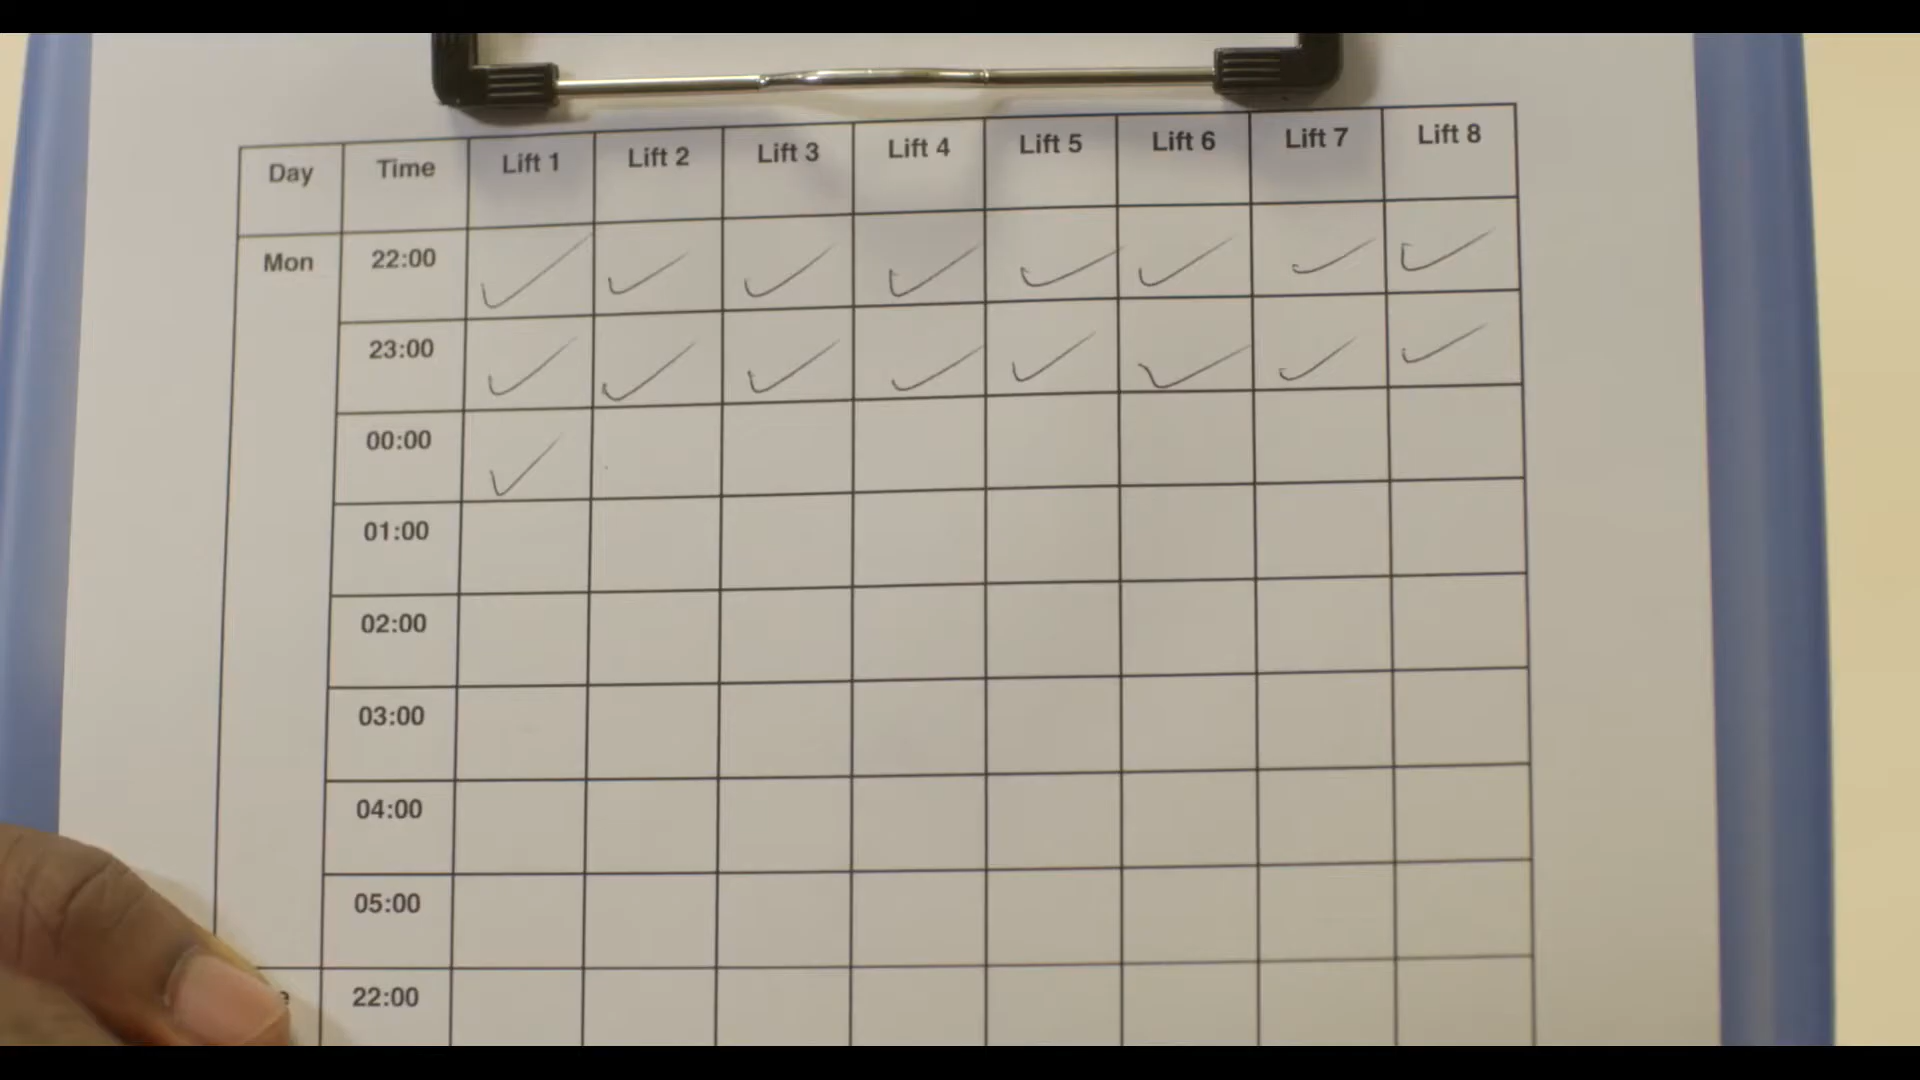 Day Time Lift 1 Lift 2 Lift 3 Lift 4 Lift 5 Lift 6 Lift 7 Lift 8
Mon 22:00 ✓ ✓ ✓ ✓ ✓ ✓ ✓ ✓
23:00 ✓ ✓ ✓ ✓ ✓ ✓ ✓ ✓
00:00 ✓
01:00
02:00
03:00
04:00
05:00
22:00